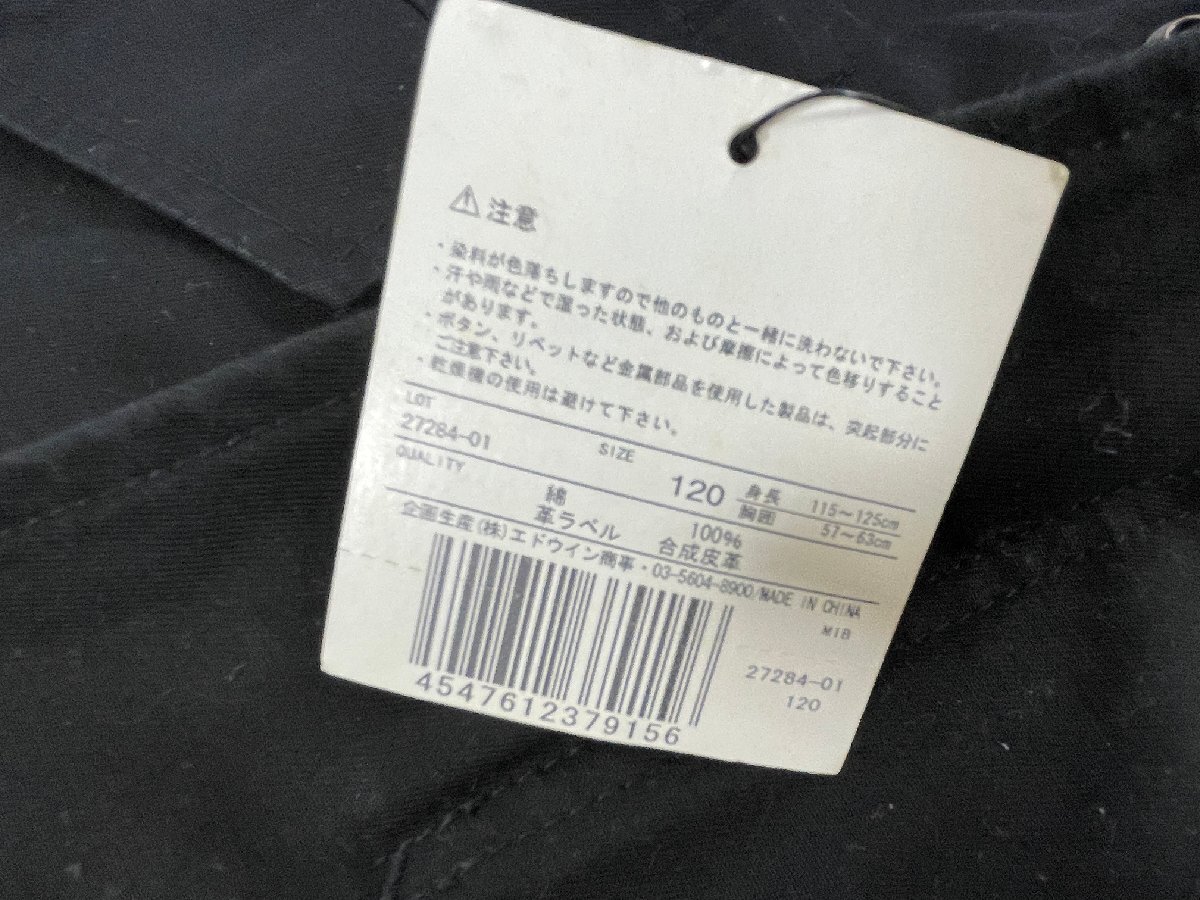 ⚠注意
・染料が色落ちしますので他のものと一緒に洗わないで下さい。
・汗や雨などで湿った状態、および摩擦によって色移りすること
があります。
・ボタン、リベットなど金属部品を使用した製品は、突起部分に
ご注意下さい。
・乾燥機の使用は避けて下さい。
LOT
27284-01
SIZE
120
身長 115～125cm
胸囲 57～63cm
QUALITY
綿 100%
革ラベル 合成皮革
企画生産(株)エドウイン商事・03-5604-8900/MADE IN CHINA
MIB
27284-01
120
4547612379156